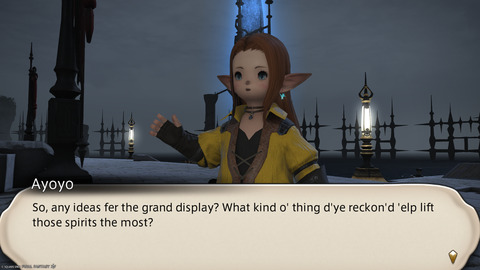 Ayoyo
So, any ideas fer the grand display? What kind o' thing d'ye reckon'd 'elp lift
those spirits the most?